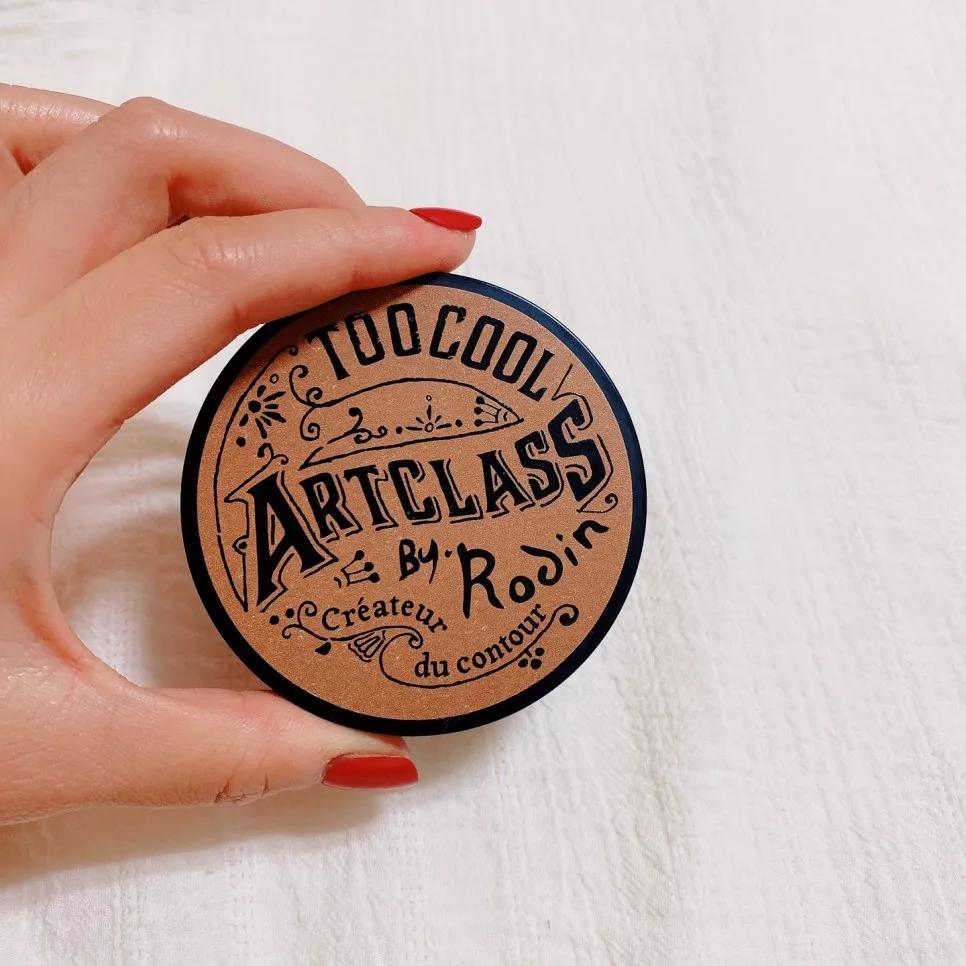 TOO COOL
ARTCLASS
By. Rodin
Créateur
du contour